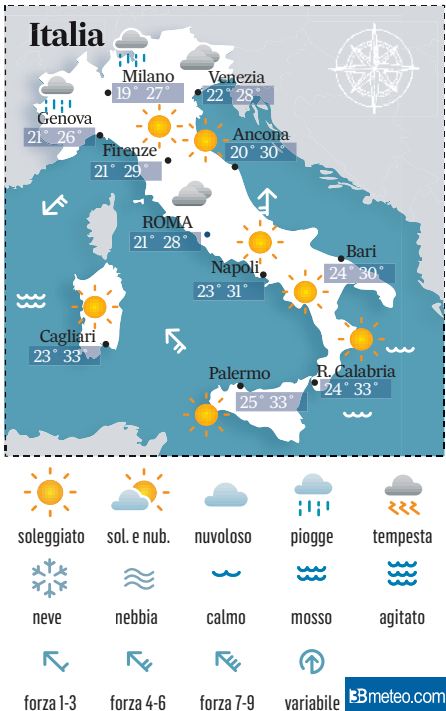 Italia
Milano
19° 27°
Venezia
22° 28°
Genova
21° 26°
Ancona
20° 30°
Firenze
21° 29°
ROMA
21° 28°
Bari
24° 30°
Napoli
23° 31°
Cagliari
23° 33°
Palermo
25° 33°
R. Calabria
24° 33°
soleggiato sol. e nub. nuvoloso piogge tempesta
neve nebbia calmo mosso agitato
forza 1-3 forza 4-6 forza 7-9 variabile
3Bmeteo.com